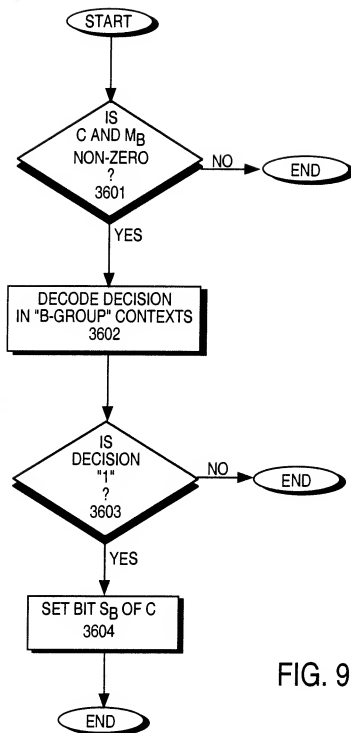 START
IS
C AND MB
NON-ZERO
?
3601
NO
END
YES
DECODE DECISION
IN "B-GROUP" CONTEXTS
3602
IS
DECISION
"1"
?
3603
NO
END
YES
SET BIT SB OF C
3604
END
FIG. 9